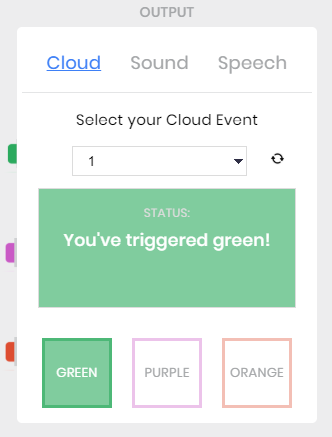 OUTPUT
Cloud Sound Speech
Select your Cloud Event
1
STATUS:
You've triggered green!
GREEN PURPLE ORANGE